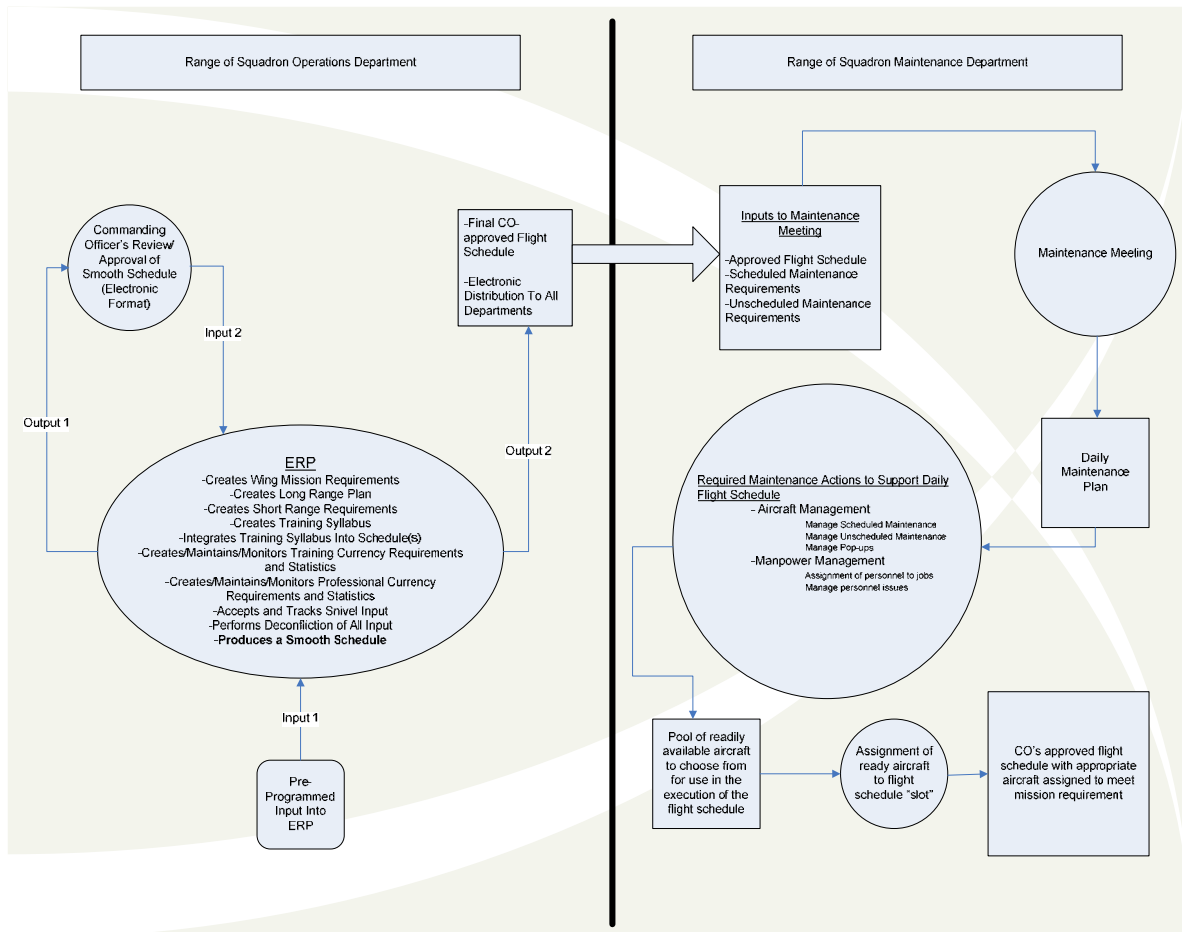 Range of Squadron Operations Department
Range of Squadron Maintenance Department
Commanding
Officer's Review/
Approval of
Smooth Schedule
(Electronic
Format)
Input 2
Output 1
-Final CO-
approved Flight
Schedule
-Electronic
Distribution To All
Departments
Output 2
ERP
-Creates Wing Mission Requirements
-Creates Long Range Plan
-Creates Short Range Requirements
-Creates Training Syllabus
-Integrates Training Syllabus Into Schedule(s)
-Creates/Maintains/Monitors Training Currency Requirements
and Statistics
-Creates/Maintains/Monitors Professional Currency
Requirements and Statistics
-Accepts and Tracks Snivel Input
-Performs Deconfliction of All Input
-Produces a Smooth Schedule
Input 1
Pre-
Programmed
Input Into
ERP
Inputs to Maintenance
Meeting
-Approved Flight Schedule
-Scheduled Maintenance
Requirements
-Unscheduled Maintenance
Requirements
Maintenance Meeting
Daily
Maintenance
Plan
Required Maintenance Actions to Support Daily
Flight Schedule
- Aircraft Management
Manage Scheduled Maintenance
Manage Unscheduled Maintenance
Manage Pop-ups
-Manpower Management
Assignment of personnel to jobs
Manage personnel issues
Pool of readily
available aircraft
to choose from
for use in the
execution of the
flight schedule
Assignment of
ready aircraft
to flight
schedule "slot"
CO's approved flight
schedule with appropriate
aircraft assigned to meet
mission requirement